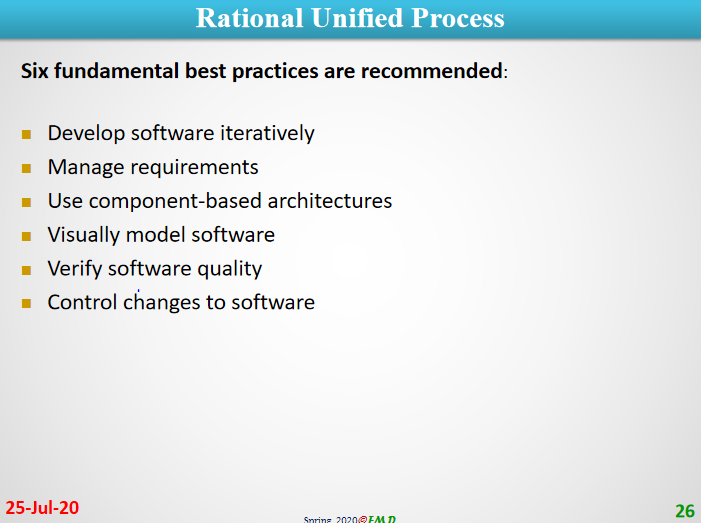 Rational Unified Process
Six fundamental best practices are recommended:
Develop software iteratively
Manage requirements
Use component-based architectures
Visually model software
Verify software quality
Control changes to software
25-Jul-20
Spring 2020@FMD
26